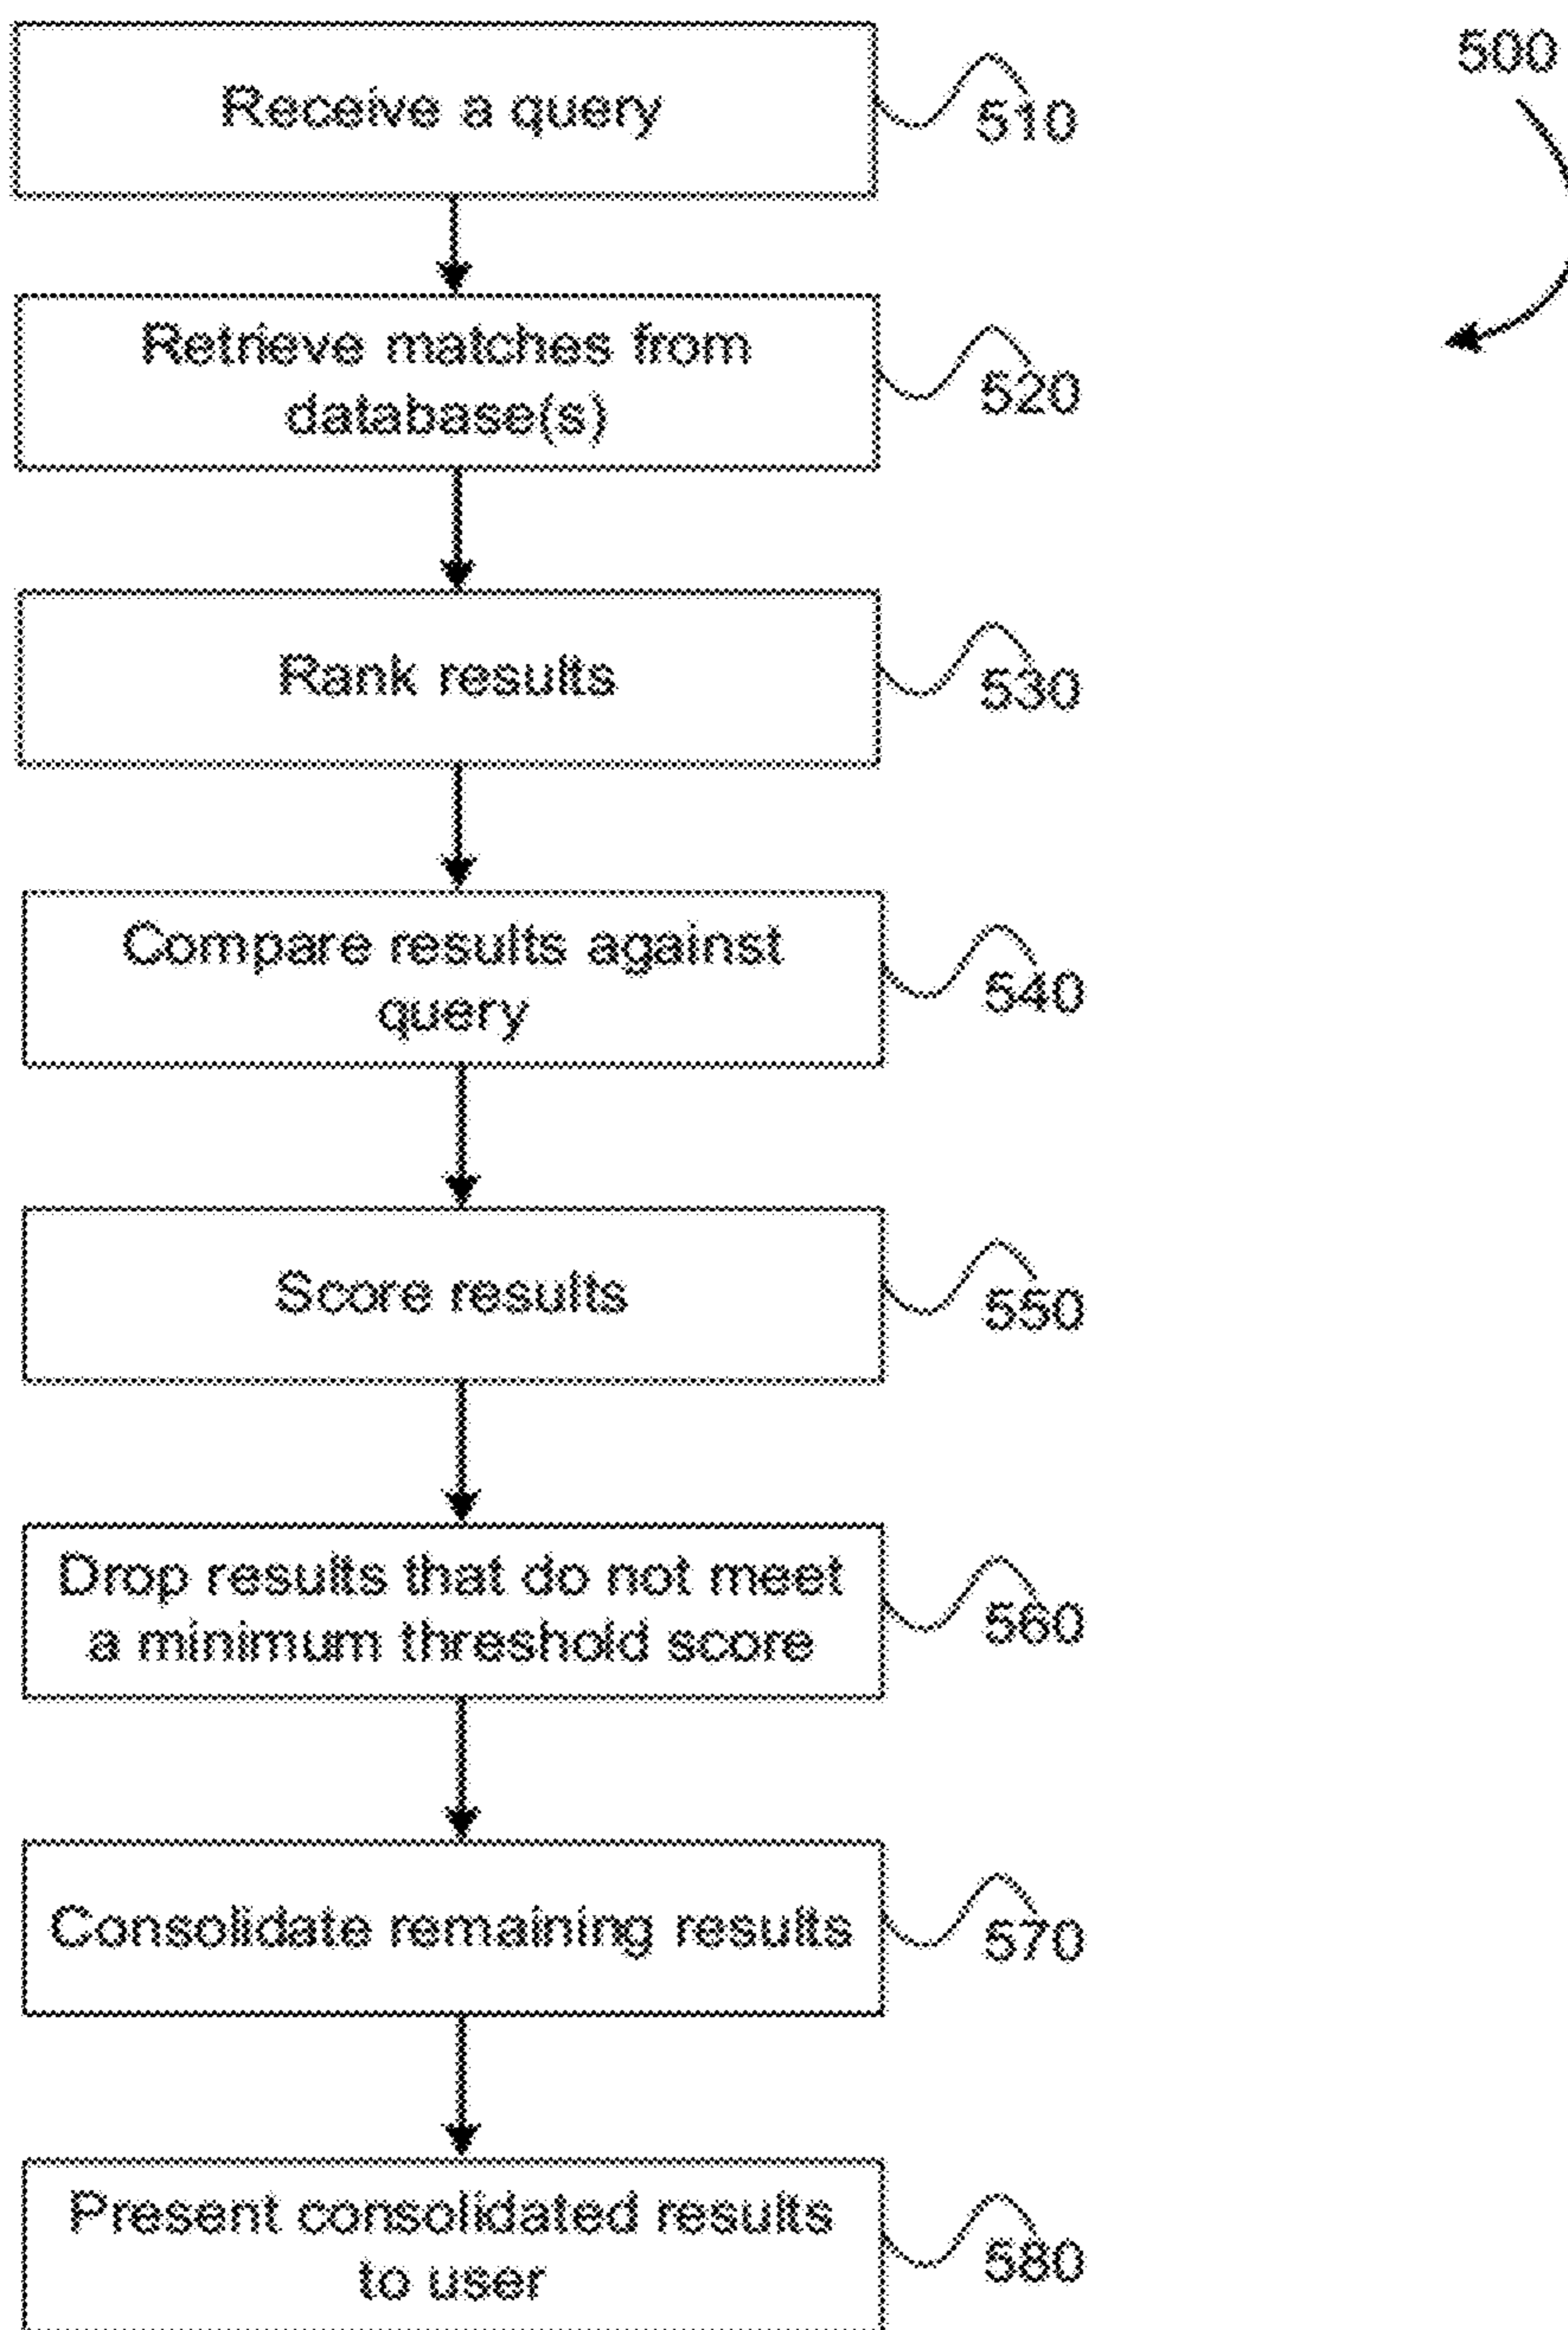 500
Receive a query
510
Retrieve matches from
database(s)
520
Rank results
530
Compare results against
query
540
Score results
550
Drop results that do not meet
a minimum threshold score
560
Consolidate remaining results
570
Present consolidated results
to user
580